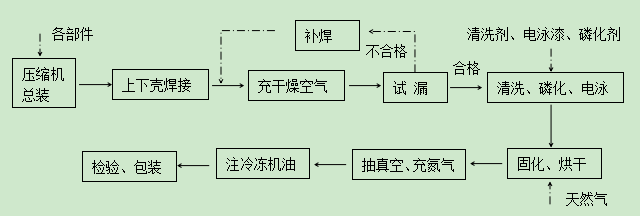 各部件
补焊
清洗剂、电泳漆、磷化剂
不合格
合格
压缩机
总装
上下壳焊接
充干燥空气
试 漏
清洗、磷化、电泳
检验、包装
注冷冻机油
抽真空、充氮气
固化、烘干
天然气